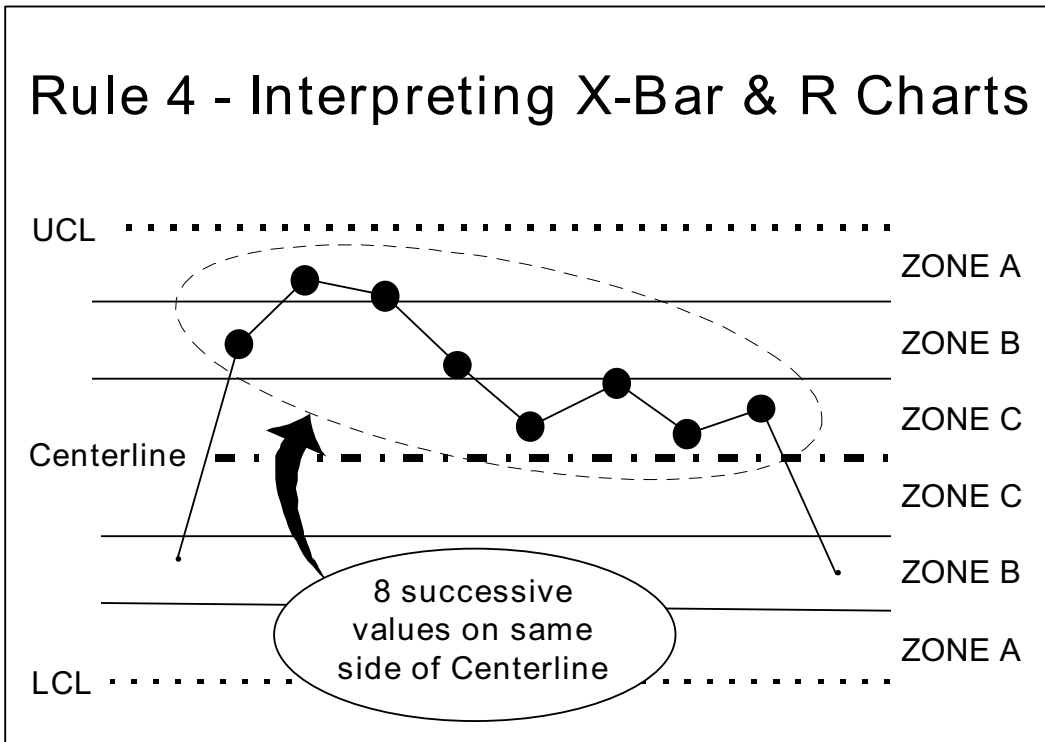 Rule 4 - Interpreting X-Bar & R Charts
UCL
ZONE A
ZONE B
ZONE C
Centerline
ZONE C
ZONE B
ZONE A
LCL
8 successive
values on same
side of Centerline